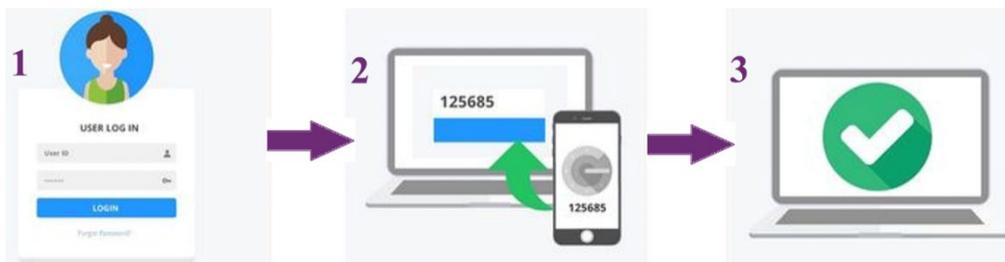 1
USER LOG IN
User ID
LOGIN
Forgot Password?
2
125685
125685
3